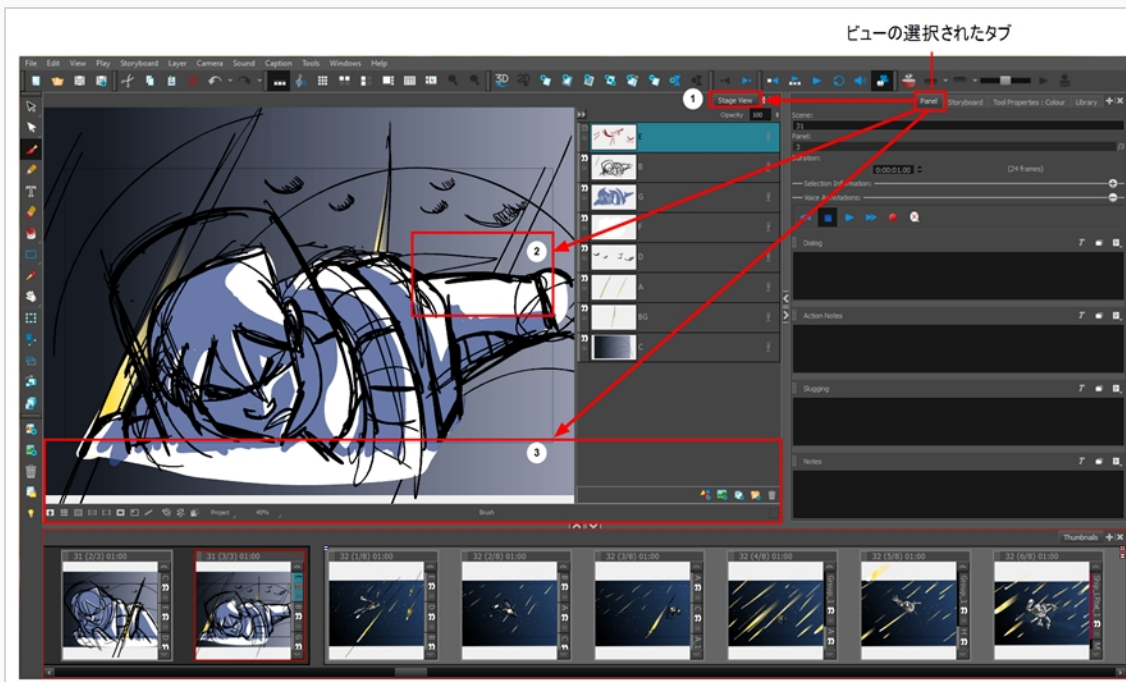 ビューの選択されたタブ
File Edit View Play Storyboard Layer Camera Sound Caption Tools Windows Help
3D 2D
1 Stage View
Panel Storyboard Tool Properties : Colour Library
Opacity 100
Scene:
31
Panel:
3
Duration:
0:00:01.00 (24 frames)
Selection Information:
Voice Annotations:
E
B
G
F
D
A
BG
C
2
Dialog
Action Notes
Slugging
Notes
3
Project 40% Brush
Thumbnails
31 (2/3) 01:00 31 (3/3) 01:00 32 (1/8) 01:00 32 (2/8) 01:00 32 (3/8) 01:00 32 (4/8) 01:00 32 (5/8) 01:00 32 (6/8) 01:00